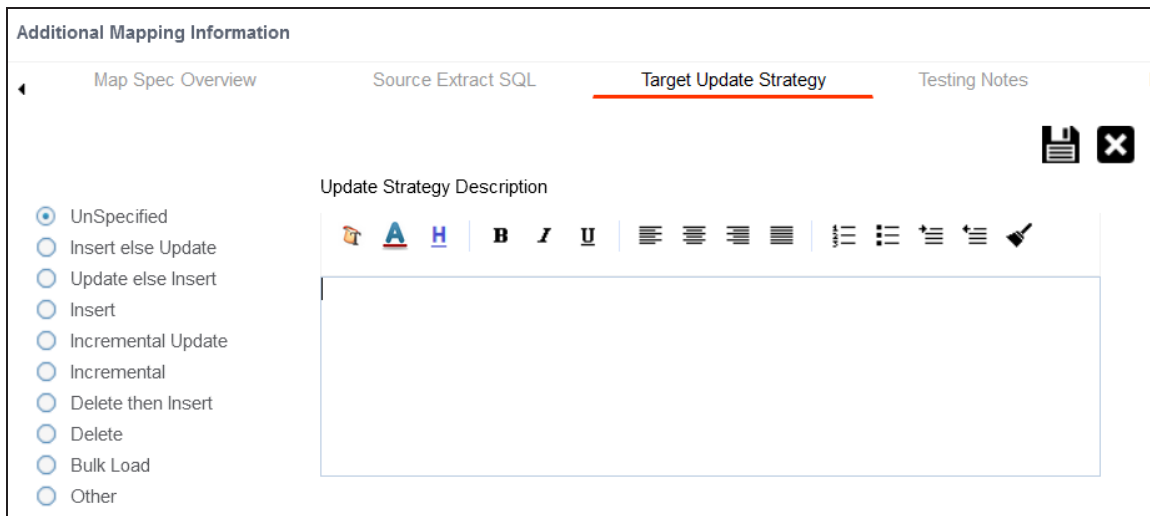 Additional Mapping Information
Map Spec Overview Source Extract SQL Target Update Strategy Testing Notes
Update Strategy Description
UnSpecified
Insert else Update
Update else Insert
Insert
Incremental Update
Incremental
Delete then Insert
Delete
Bulk Load
Other
A H B I U